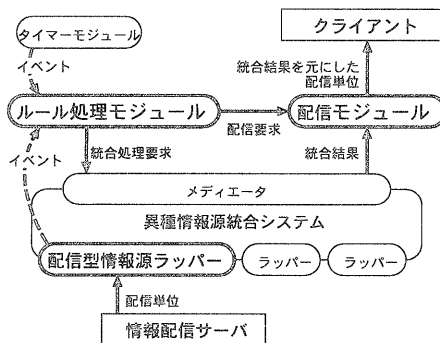 タイマーモジュール
クライアント
イベント
統合結果を元にした
配信単位
ルール処理モジュール
配信モジュール
配信要求
イベント
統合処理要求
統合結果
メディエータ
異種情報源統合システム
配信型情報源ラッパー
ラッパー
ラッパー
配信単位
情報配信サーバ